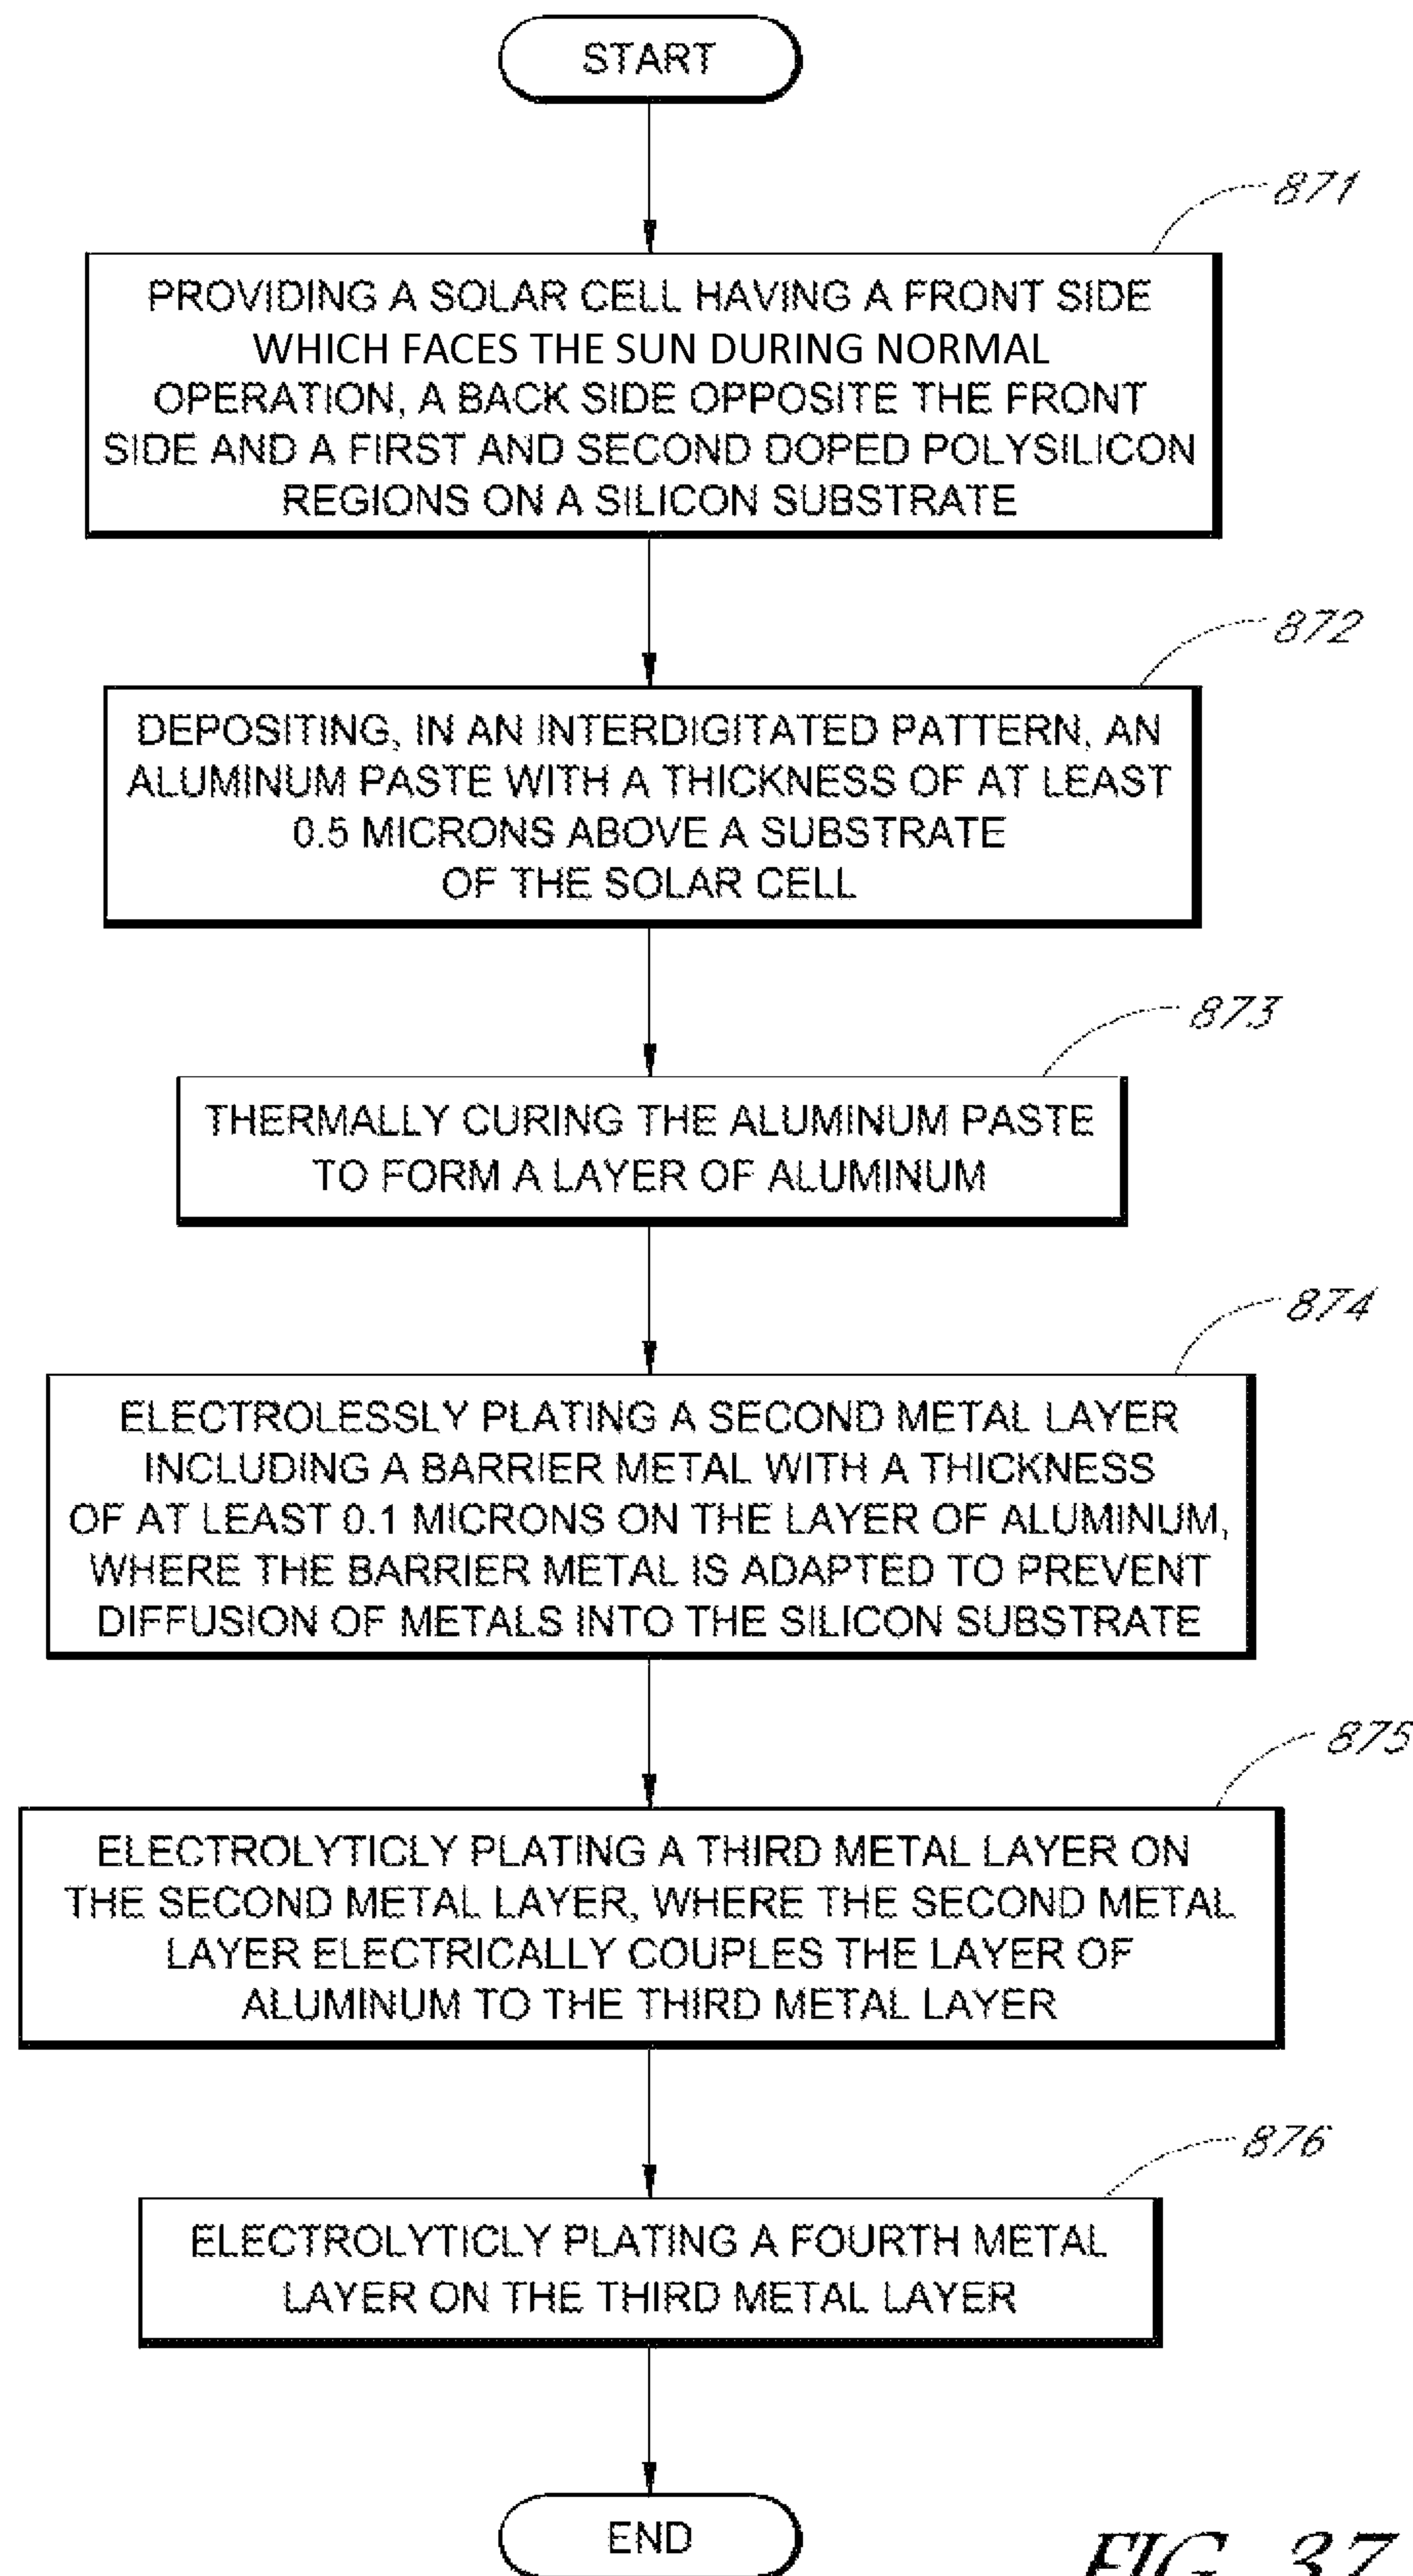 START
871
PROVIDING A SOLAR CELL HAVING A FRONT SIDE
WHICH FACES THE SUN DURING NORMAL
OPERATION, A BACK SIDE OPPOSITE THE FRONT
SIDE AND A FIRST AND SECOND DOPED POLYSILICON
REGIONS ON A SILICON SUBSTRATE
872
DEPOSITING, IN AN INTERDIGITATED PATTERN, AN
ALUMINUM PASTE WITH A THICKNESS OF AT LEAST
0.5 MICRONS ABOVE A SUBSTRATE
OF THE SOLAR CELL
873
THERMALLY CURING THE ALUMINUM PASTE
TO FORM A LAYER OF ALUMINUM
874
ELECTROLESSLY PLATING A SECOND METAL LAYER
INCLUDING A BARRIER METAL WITH A THICKNESS
OF AT LEAST 0.1 MICRONS ON THE LAYER OF ALUMINUM,
WHERE THE BARRIER METAL IS ADAPTED TO PREVENT
DIFFUSION OF METALS INTO THE SILICON SUBSTRATE
875
ELECTROLYTICLY PLATING A THIRD METAL LAYER ON
THE SECOND METAL LAYER, WHERE THE SECOND METAL
LAYER ELECTRICALLY COUPLES THE LAYER OF
ALUMINUM TO THE THIRD METAL LAYER
876
ELECTROLYTICLY PLATING A FOURTH METAL
LAYER ON THE THIRD METAL LAYER
END
FIG. 37